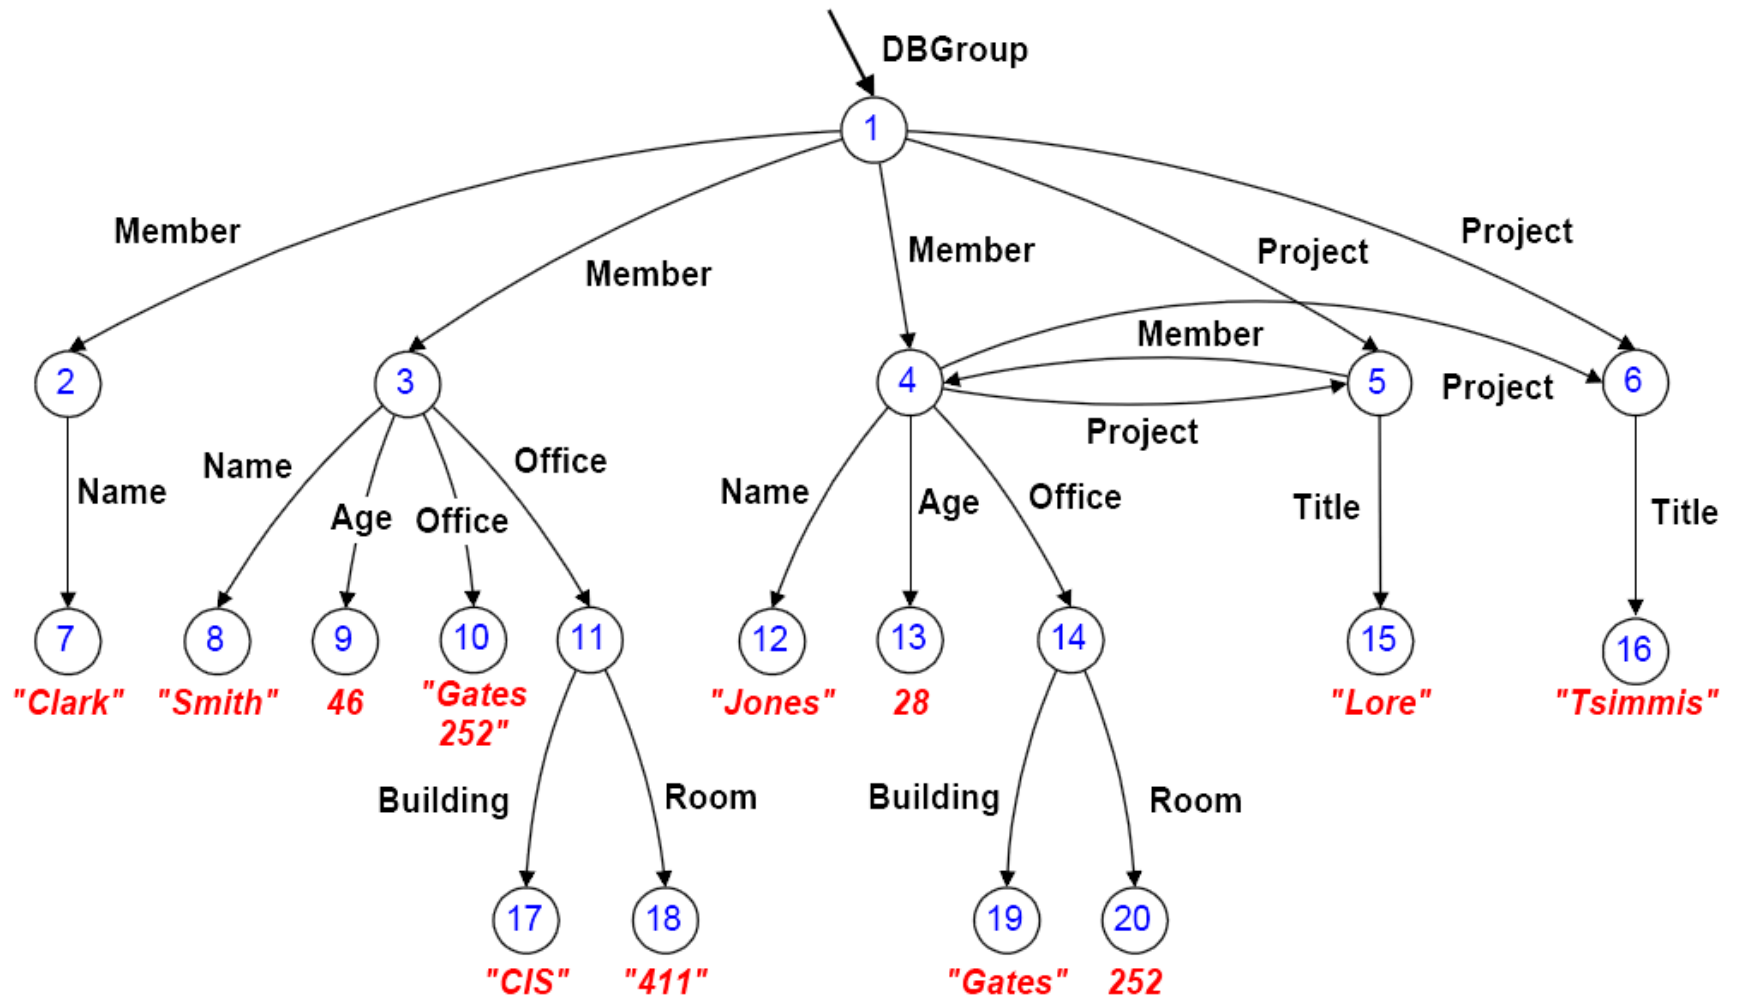 DBGroup
1
Member
Member
Member
Project
Project
Member
2
3
4
5
6
Project
Project
Name
Name
Age
Office
Office
Name
Age
Office
Title
Title
7
8
9
10
11
12
13
14
15
16
"Clark"
"Smith"
46
"Gates
252"
"Jones"
28
"Lore"
"Tsimmis"
Building
Room
Building
Room
17
18
19
20
"CIS"
"411"
"Gates"
252